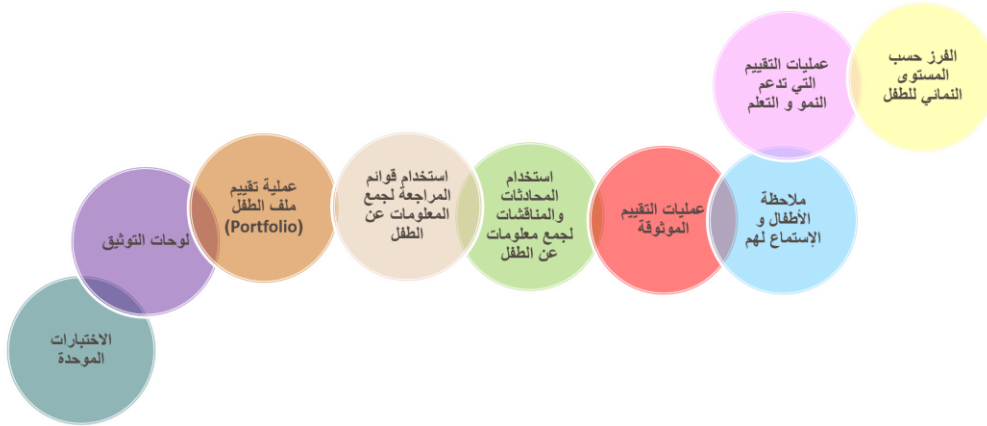 الفرز حسب
المستوى
النمائي للطفل
عمليات التقييم
التي تدعم
النمو و التعلم
ملاحظة
الأطفال و
الإستماع لهم
عمليات التقييم
الموثوقة
استخدام
المحادثات
والمناقشات
لجمع معلومات
عن الطفل
استخدام قوائم
المراجعة لجمع
المعلومات عن
الطفل
عملية تقييم
ملف الطفل
(Portfolio)
لوحات التوثيق
الاختبارات
الموحدة